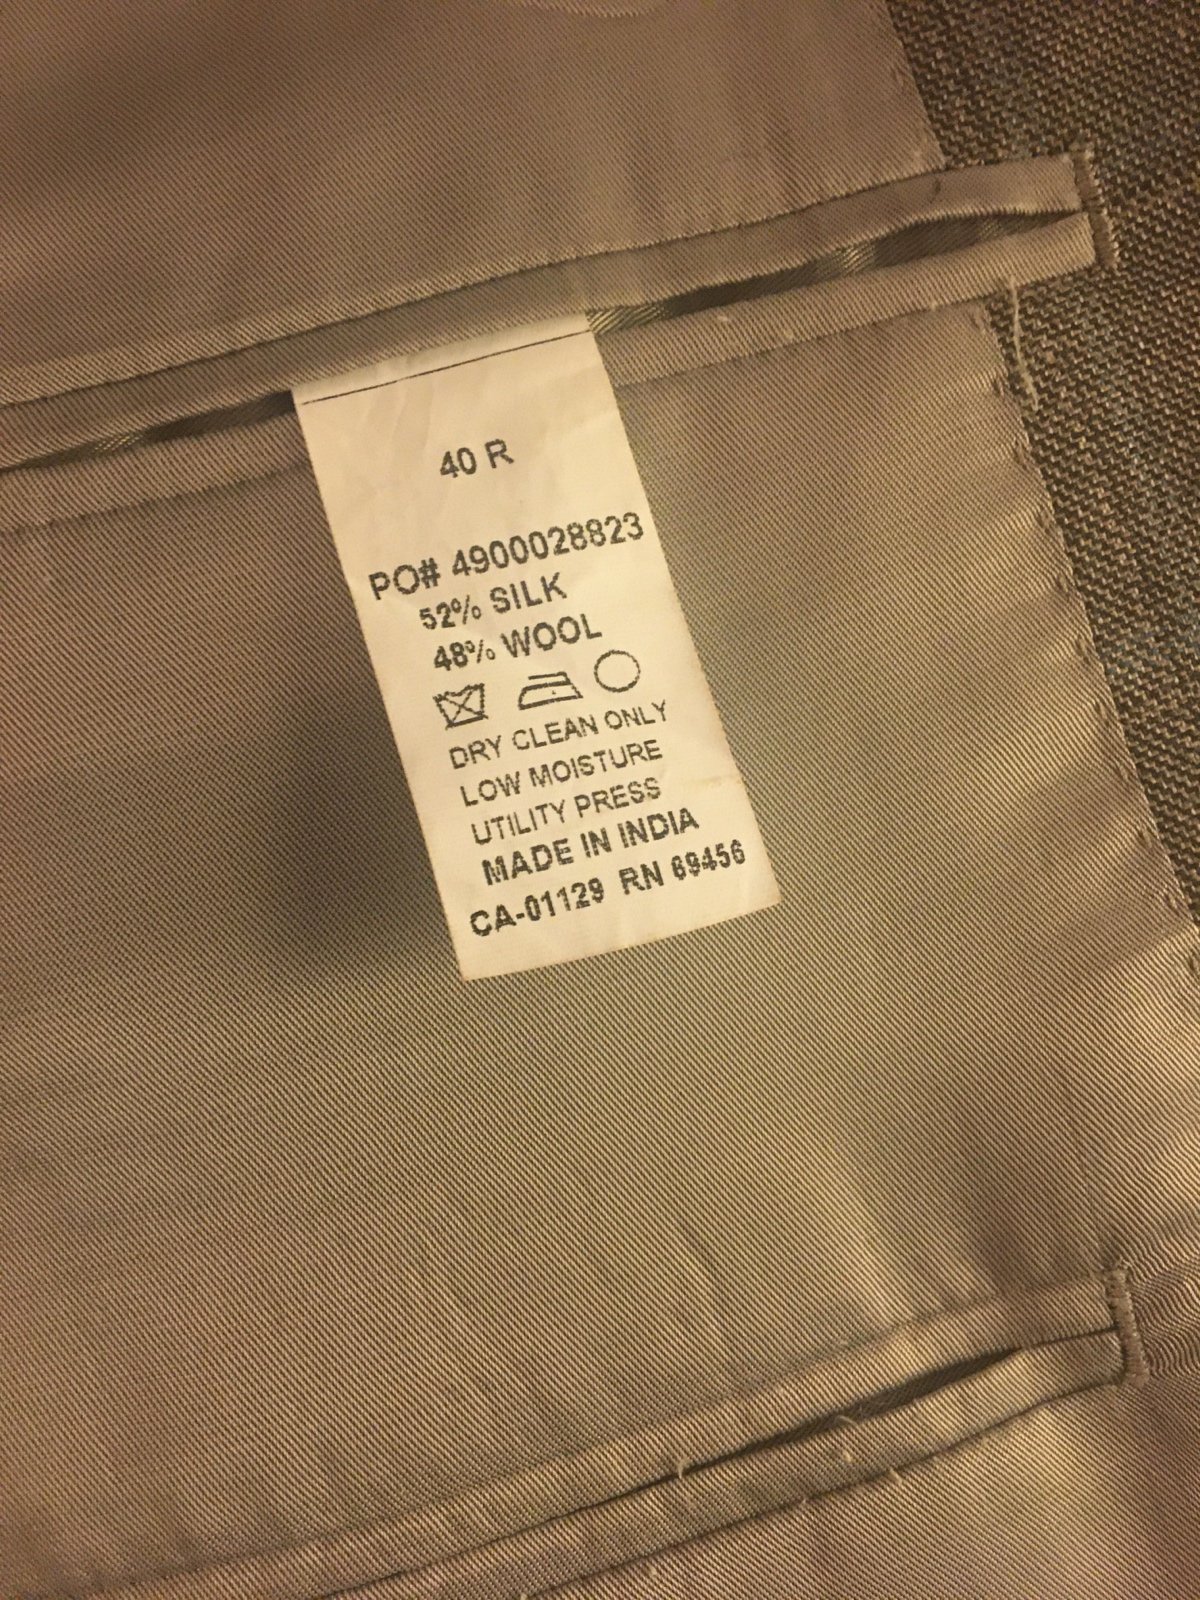 40 R
PO# 4900028823
52% SILK
48% WOOL
DRY CLEAN ONLY
LOW MOISTURE
UTILITY PRESS
MADE IN INDIA
CA-01129 RN 69456